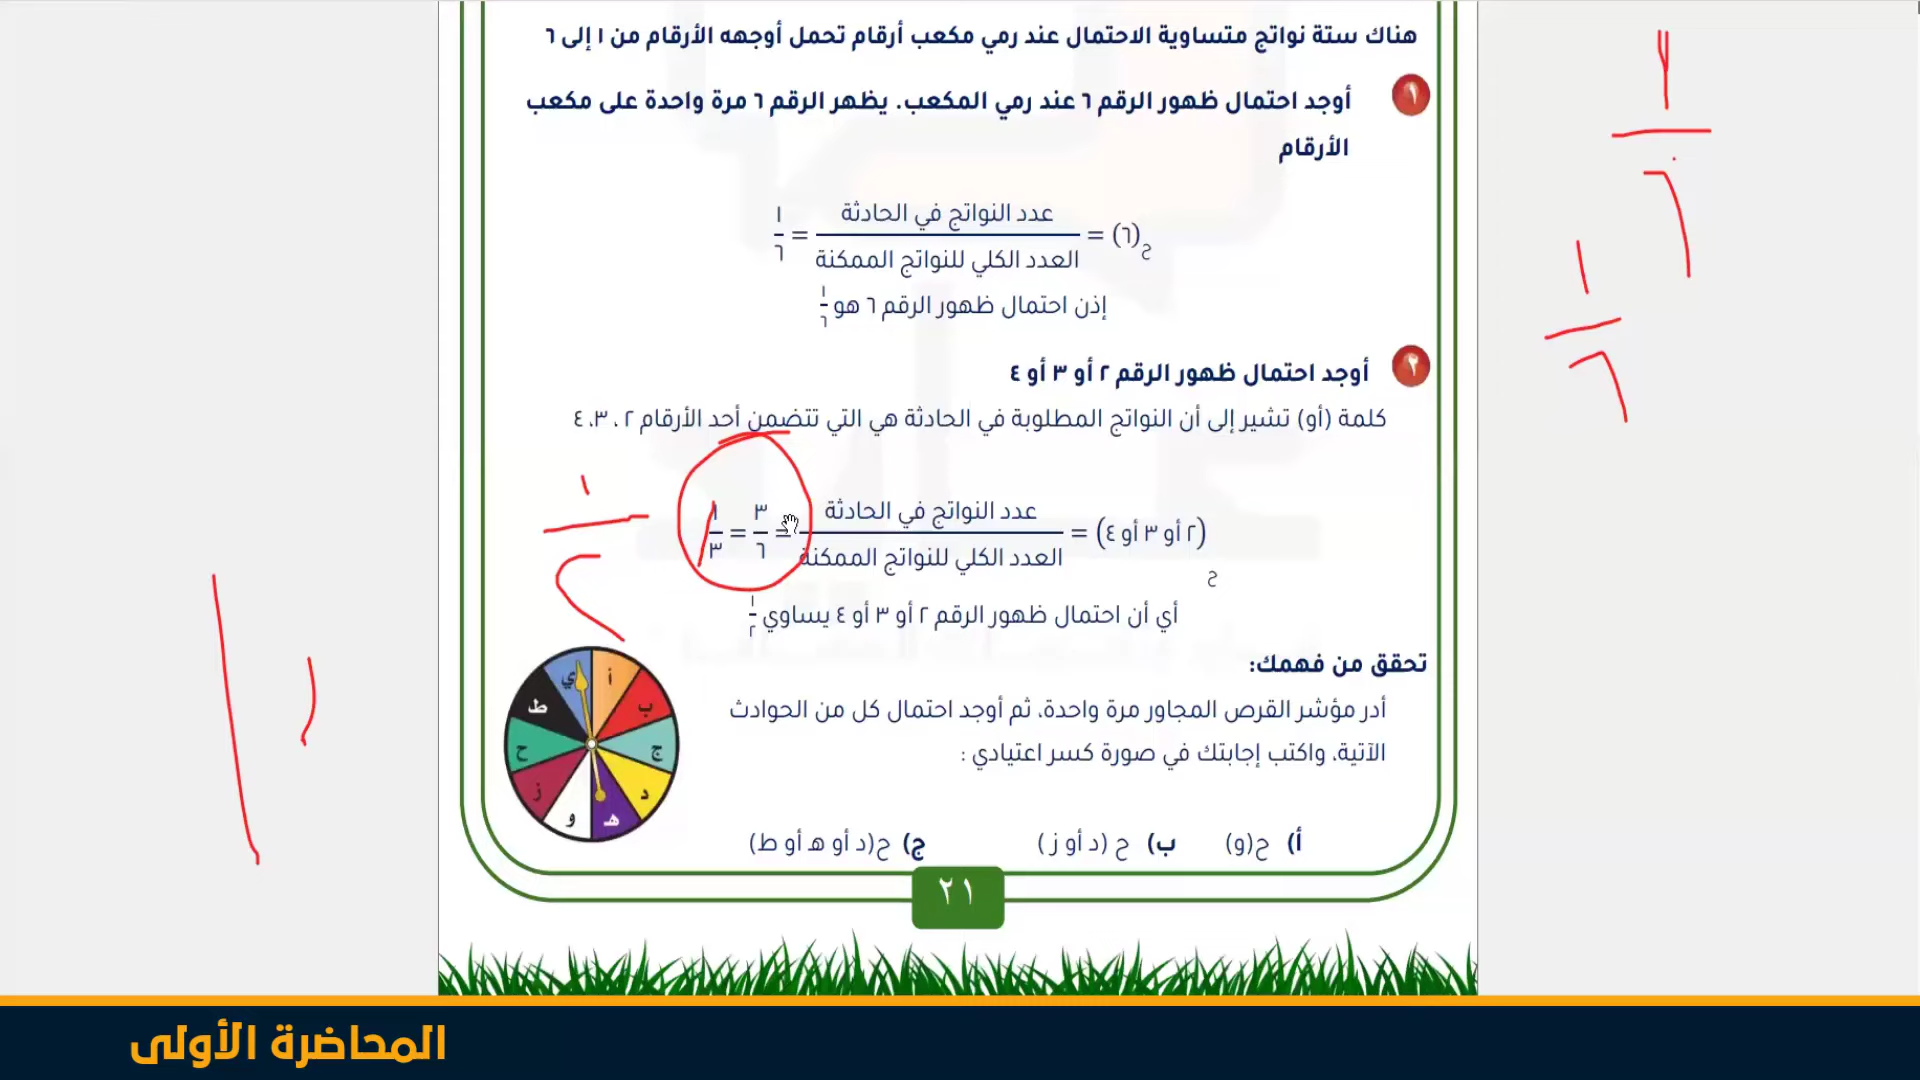 هناك ستة نواتج متساوية الاحتمال عند رمي مكعب أرقام تحمل أوجهه الأرقام من ١ إلى ٦
١ أوجد احتمال ظهور الرقم ٦ عند رمي المكعب. يظهر الرقم ٦ مرة واحدة على مكعب
الأرقام
ح(٦) = عدد النواتج في الحادثة / العدد الكلي للنواتج الممكنة = ١/٦
إذن احتمال ظهور الرقم ٦ هو ١/٦
٢ أوجد احتمال ظهور الرقم ٢ أو ٣ أو ٤
كلمة (أو) تشير إلى أن النواتج المطلوبة في الحادثة هي التي تتضمن أحد الأرقام ٢ ، ٣، ٤
ح(٢ أو ٣ أو ٤) = عدد النواتج في الحادثة / العدد الكلي للنواتج الممكنة = ٣/٦ = ١/٣
١/٢
أي أن احتمال ظهور الرقم ٢ أو ٣ أو ٤ يساوي ١/٢
تحقق من فهمك:
أدر مؤشر القرص المجاور مرة واحدة، ثم أوجد احتمال كل من الحوادث
الآتية، واكتب إجابتك في صورة كسر اعتيادي :
أ ب ج د هـ و ز ح ط ي
أ) ح(و) ب) ح (د أو ز ) ج) ح(د أو ه أو ط)
٢١
١/٦
المحاضرة الأولى